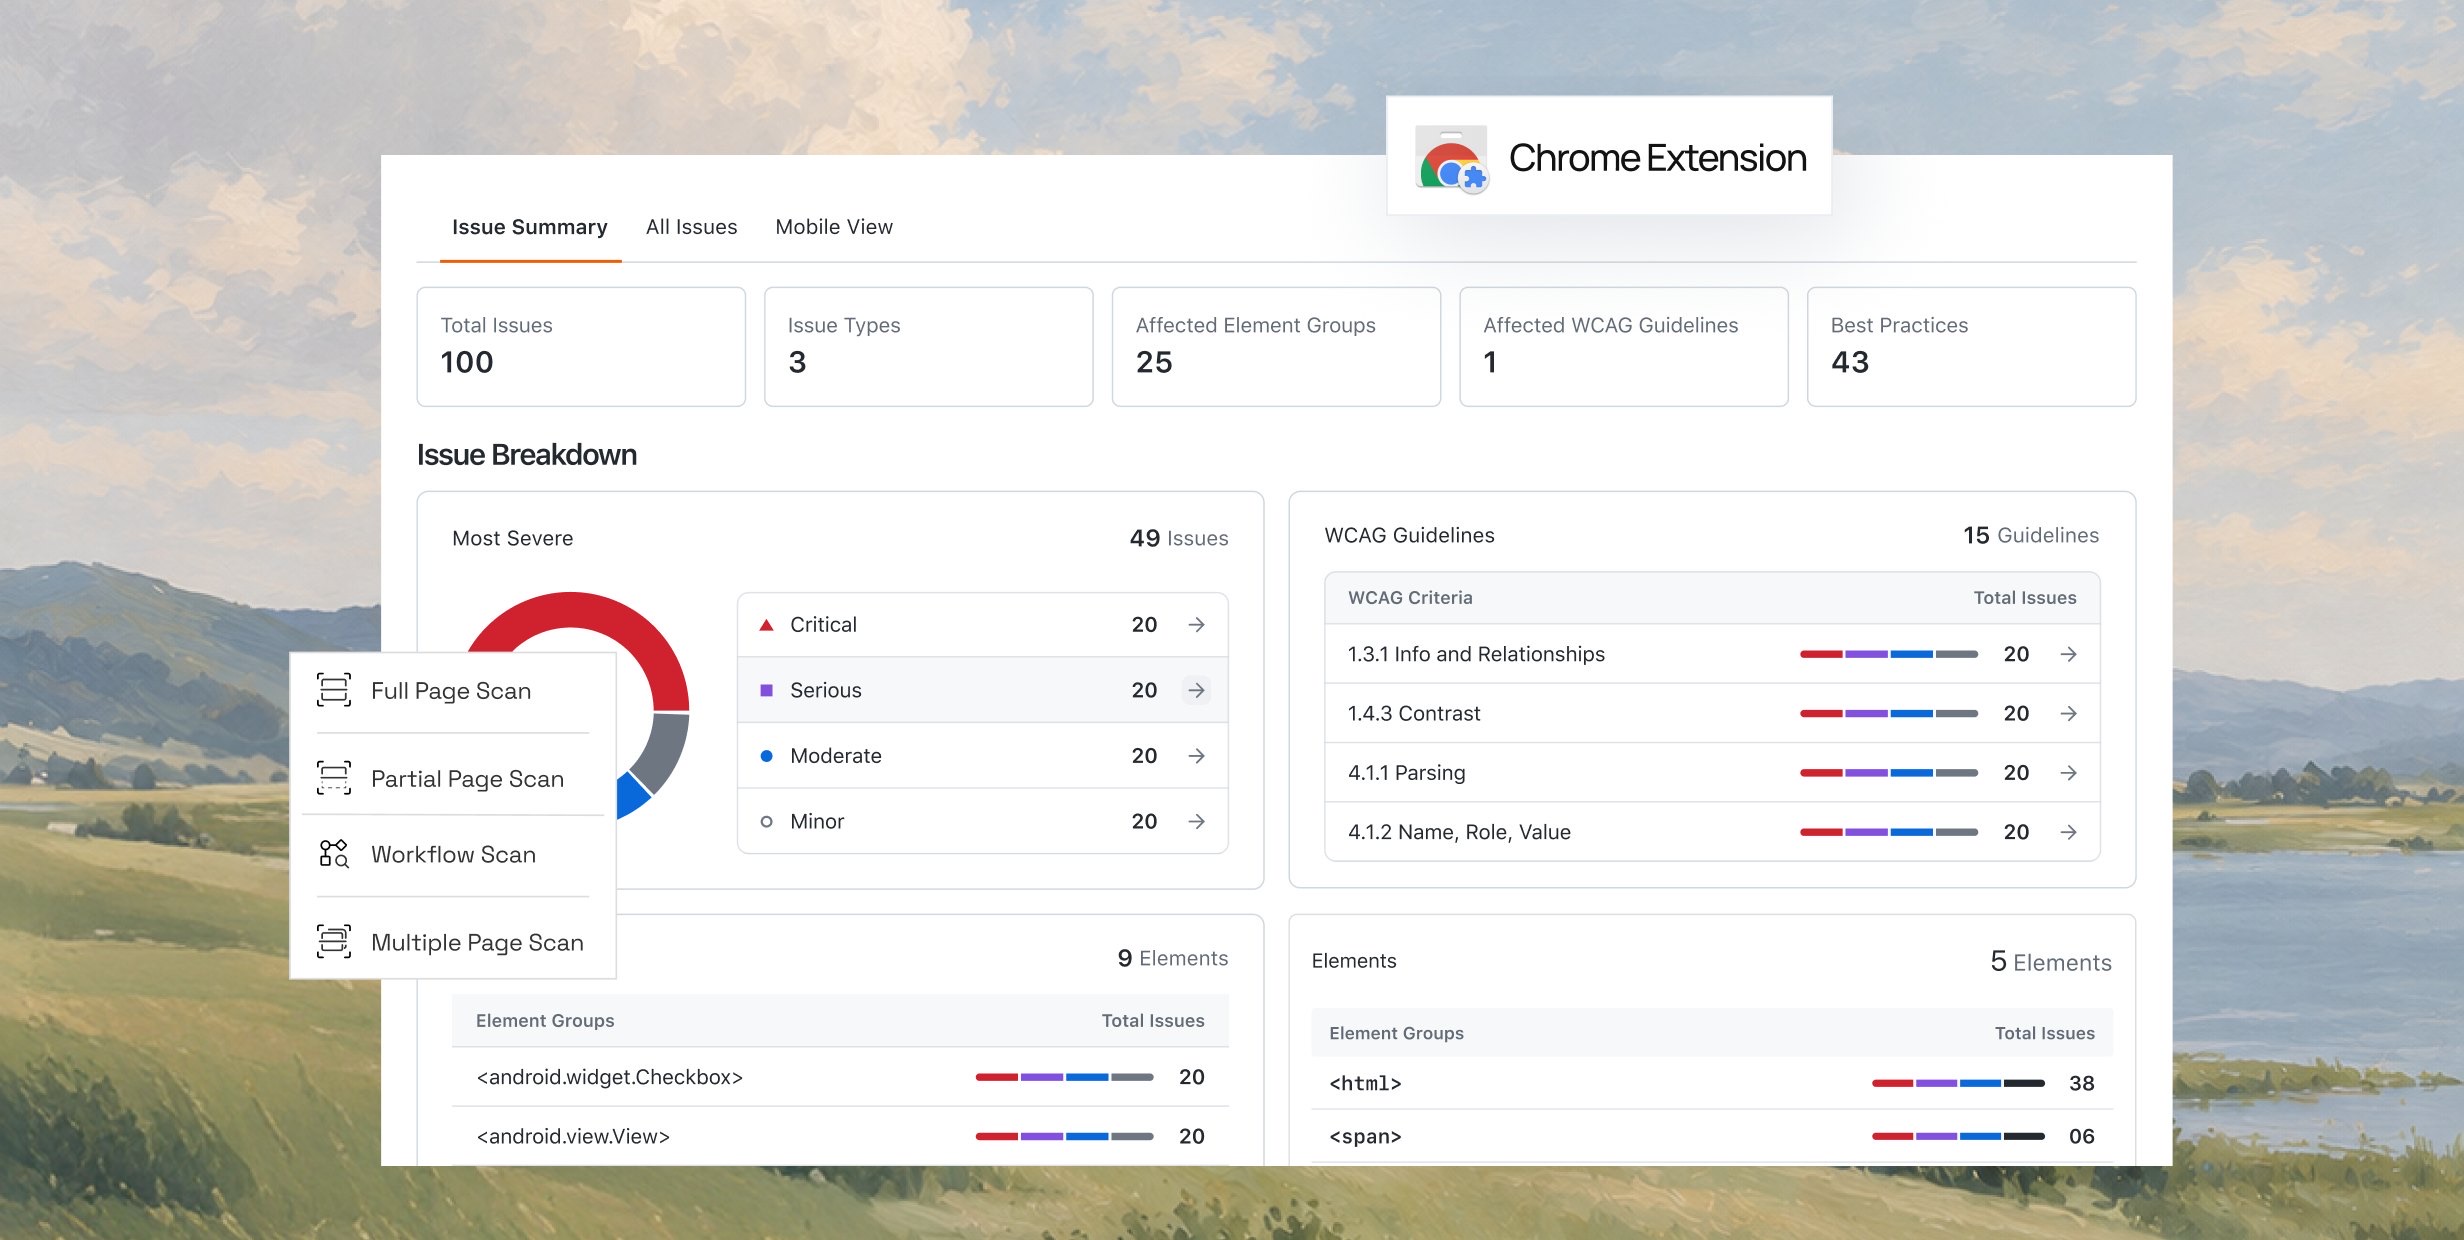 Chrome Extension
Issue Summary All Issues Mobile View
Total Issues
100
Issue Types
3
Affected Element Groups
25
Affected WCAG Guidelines
1
Best Practices
43
Issue Breakdown
Most Severe 49 Issues
Critical 20
Serious 20
Moderate 20
Minor 20
WCAG Guidelines 15 Guidelines
WCAG Criteria Total Issues
1.3.1 Info and Relationships 20
1.4.3 Contrast 20
4.1.1 Parsing 20
4.1.2 Name, Role, Value 20
Full Page Scan
Partial Page Scan
Workflow Scan
Multiple Page Scan
9 Elements
Element Groups Total Issues
<android.widget.Checkbox> 20
<android.view.View> 20
Elements 5 Elements
Element Groups Total Issues
<html> 38
<span> 06